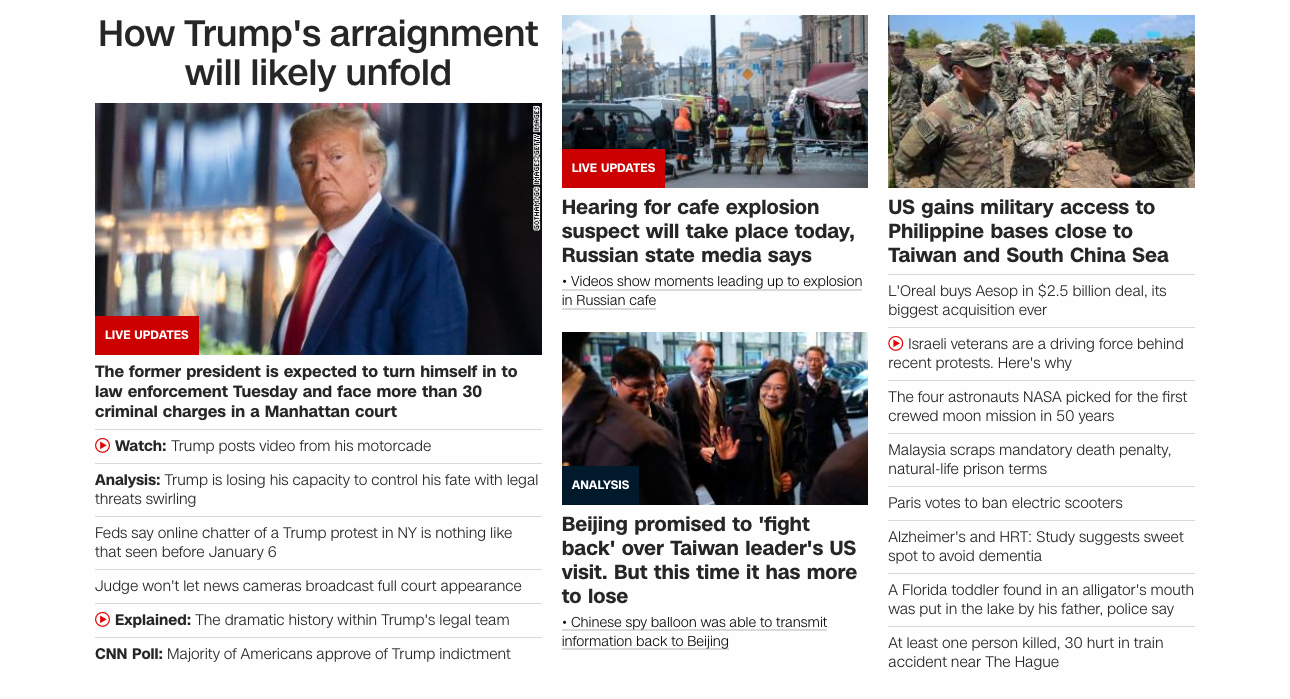 How Trump's arraignment
will likely unfold
LIVE UPDATES
The former president is expected to turn himself in to
law enforcement Tuesday and face more than 30
criminal charges in a Manhattan court
Watch: Trump posts video from his motorcade
Analysis: Trump is losing his capacity to control his fate with legal
threats swirling
Feds say online chatter of a Trump protest in NY is nothing like
that seen before January 6
Judge won't let news cameras broadcast full court appearance
Explained: The dramatic history within Trump's legal team
CNN Poll: Majority of Americans approve of Trump indictment
LIVE UPDATES
Hearing for cafe explosion
suspect will take place today,
Russian state media says
• Videos show moments leading up to explosion
in Russian cafe
ANALYSIS
Beijing promised to 'fight
back' over Taiwan leader's US
visit. But this time it has more
to lose
• Chinese spy balloon was able to transmit
information back to Beijing
US gains military access to
Philippine bases close to
Taiwan and South China Sea
L'Oreal buys Aesop in $2.5 billion deal, its
biggest acquisition ever
Israeli veterans are a driving force behind
recent protests. Here's why
The four astronauts NASA picked for the first
crewed moon mission in 50 years
Malaysia scraps mandatory death penalty,
natural-life prison terms
Paris votes to ban electric scooters
Alzheimer's and HRT: Study suggests sweet
spot to avoid dementia
A Florida toddler found in an alligator's mouth
was put in the lake by his father, police say
At least one person killed, 30 hurt in train
accident near The Hague